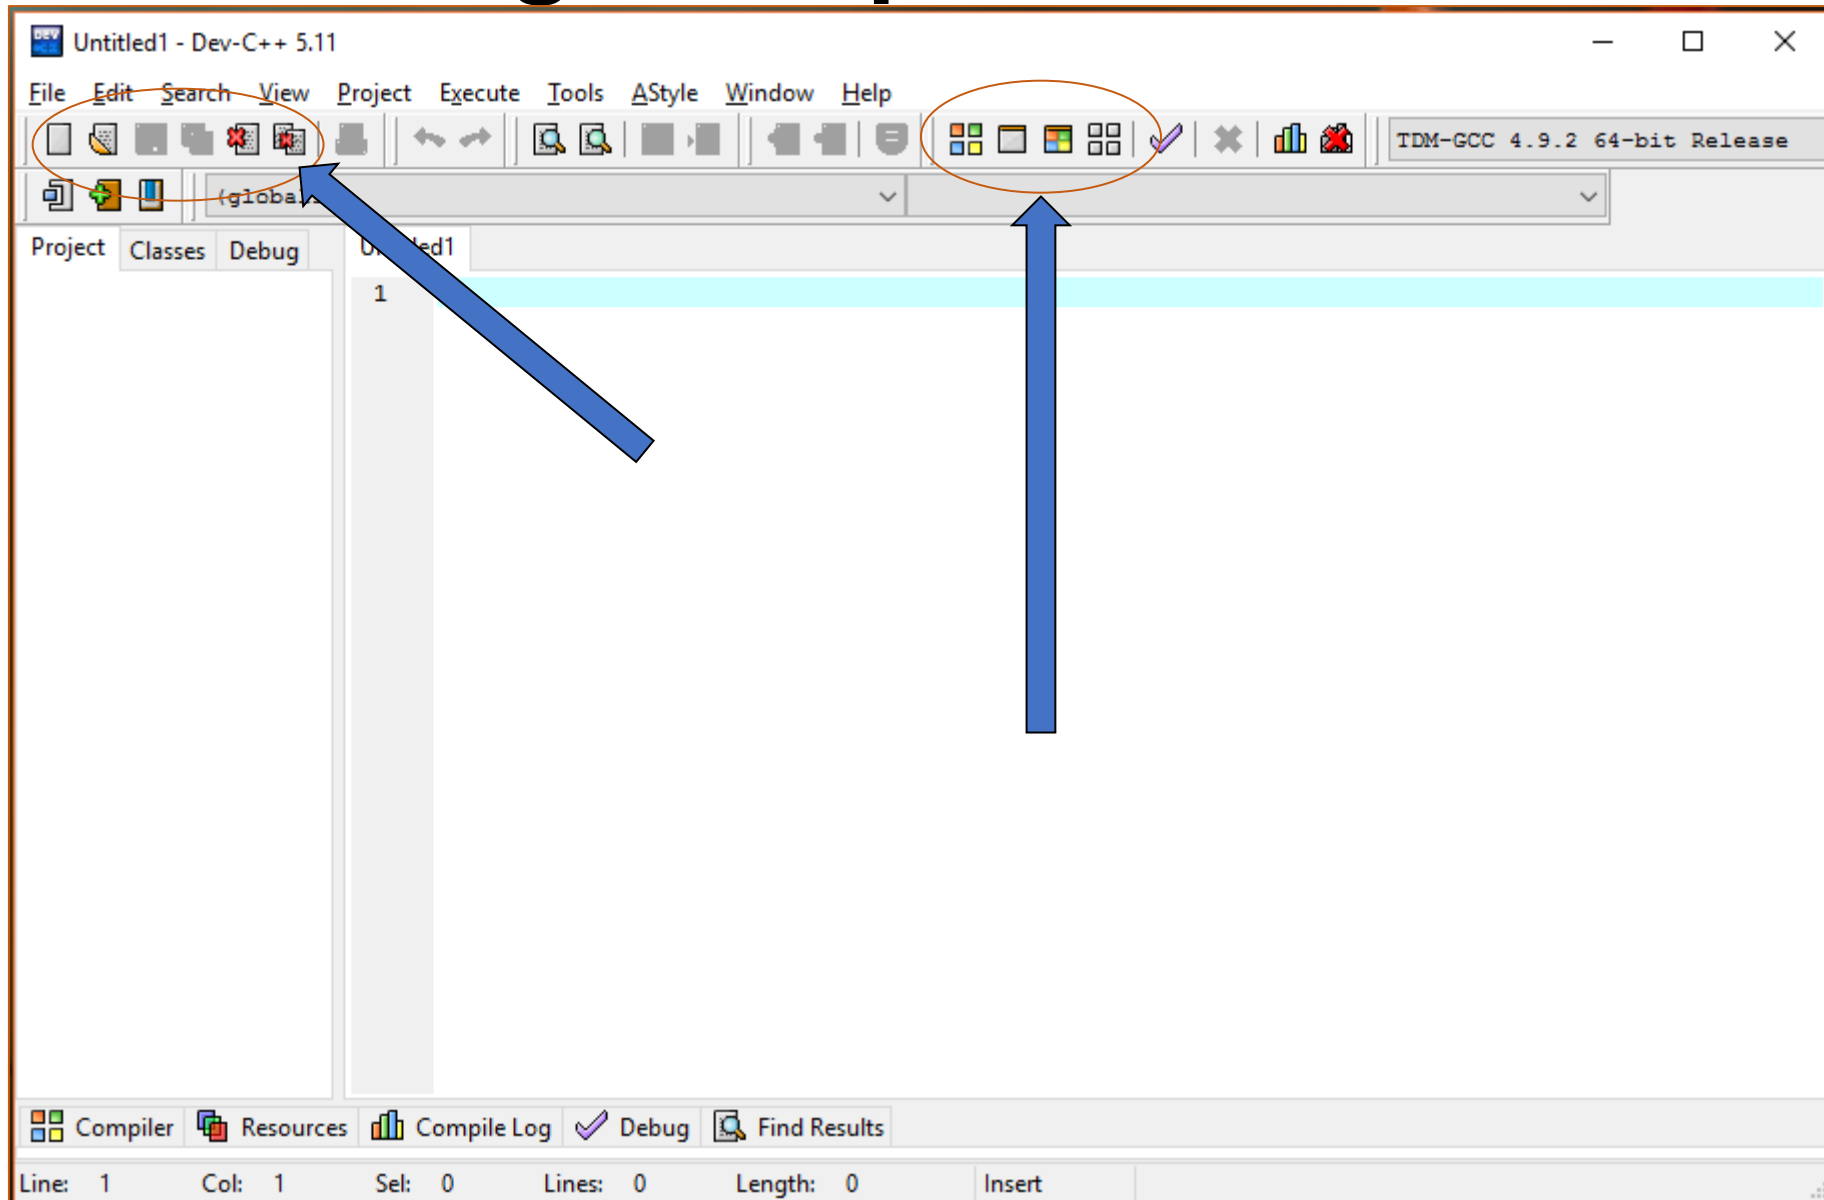 Untitled1 - Dev-C++ 5.11
File Edit Search View Project Execute Tools AStyle Window Help
TDM-GCC 4.9.2 64-bit Release
Project Classes Debug
1
Compiler Resources Compile Log Debug Find Results
Line: 1 Col: 1 Sel: 0 Lines: 0 Length: 0 Insert